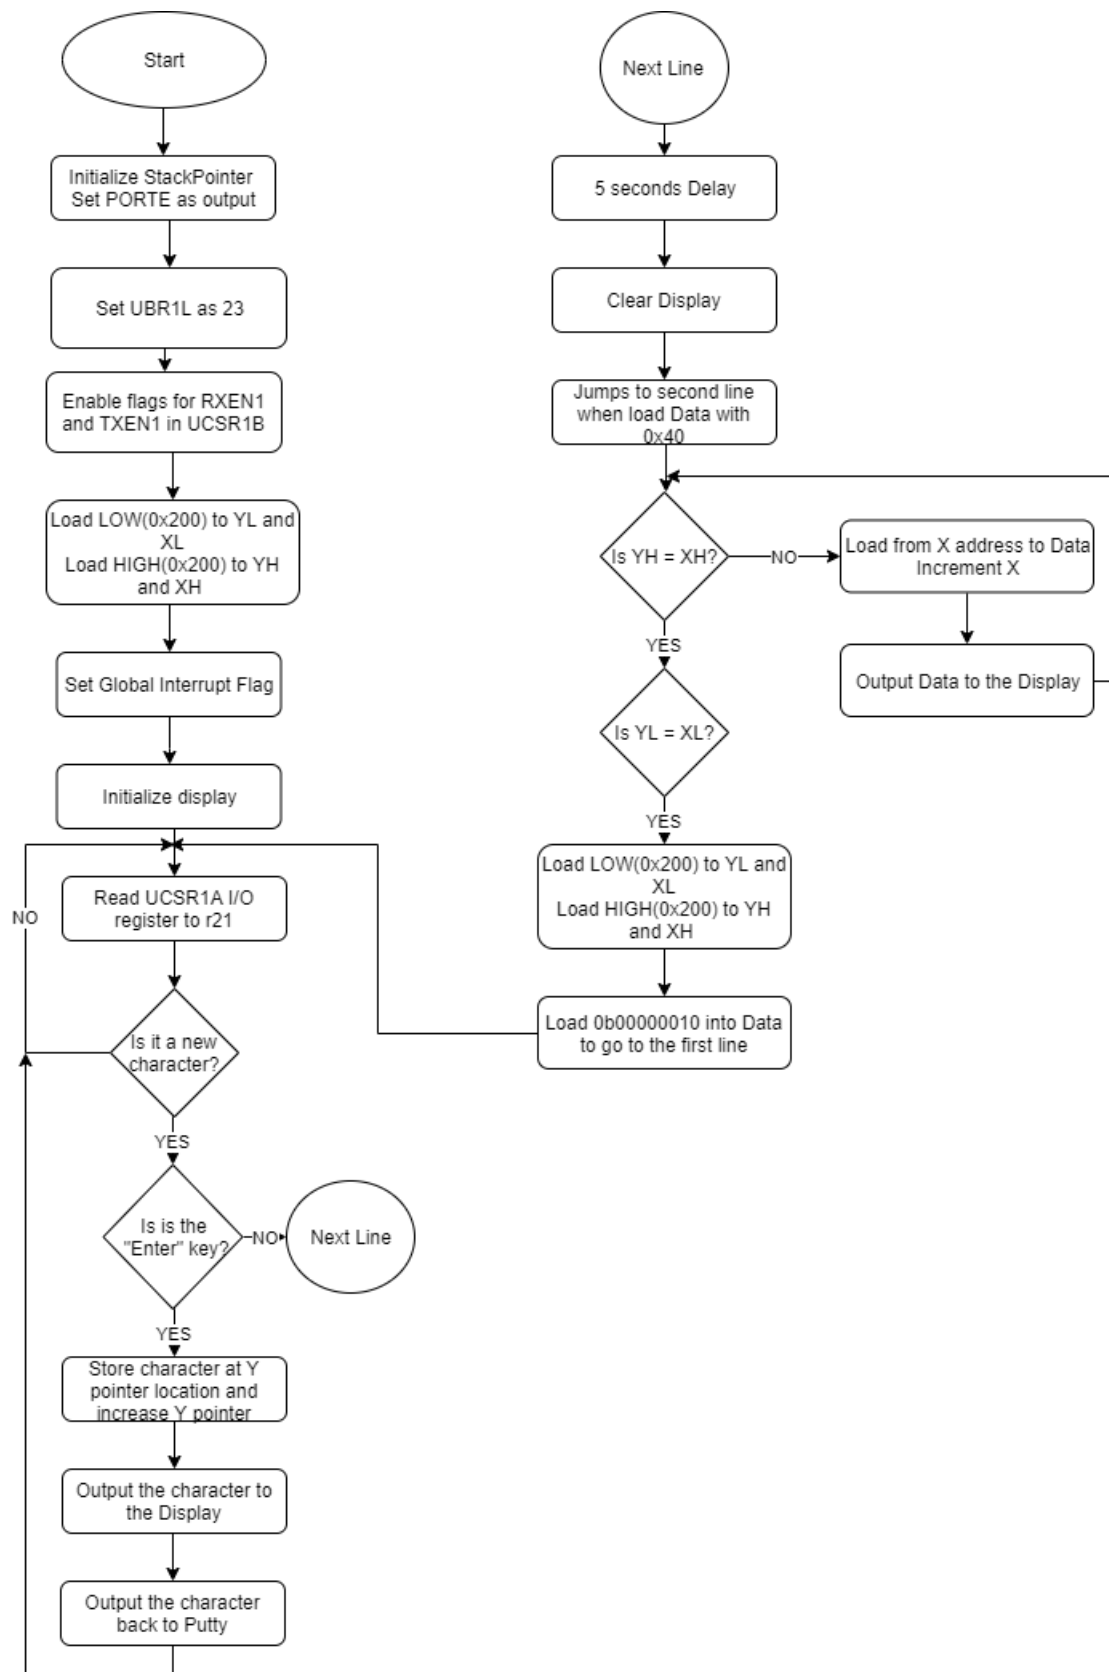 Start
Initialize StackPointer
Set PORTE as output
Set UBR1L as 23
Enable flags for RXEN1
and TXEN1 in UCSR1B
Load LOW(0x200) to YL and
XL
Load HIGH(0x200) to YH
and XH
Set Global Interrupt Flag
Initialize display
Read UCSR1A I/O
register to r21
NO
Is it a new
character?
YES
Is is the
"Enter" key?
NO
Next Line
YES
Store character at Y
pointer location and
increase Y pointer
Output the character to
the Display
Output the character
back to Putty
Next Line
5 seconds Delay
Clear Display
Jumps to second line
when load Data with
0x40
Is YH = XH?
NO
Load from X address to Data
Increment X
Output Data to the Display
YES
Is YL = XL?
YES
Load LOW(0x200) to YL and
XL
Load HIGH(0x200) to YH
and XH
Load 0b00000010 into Data
to go to the first line